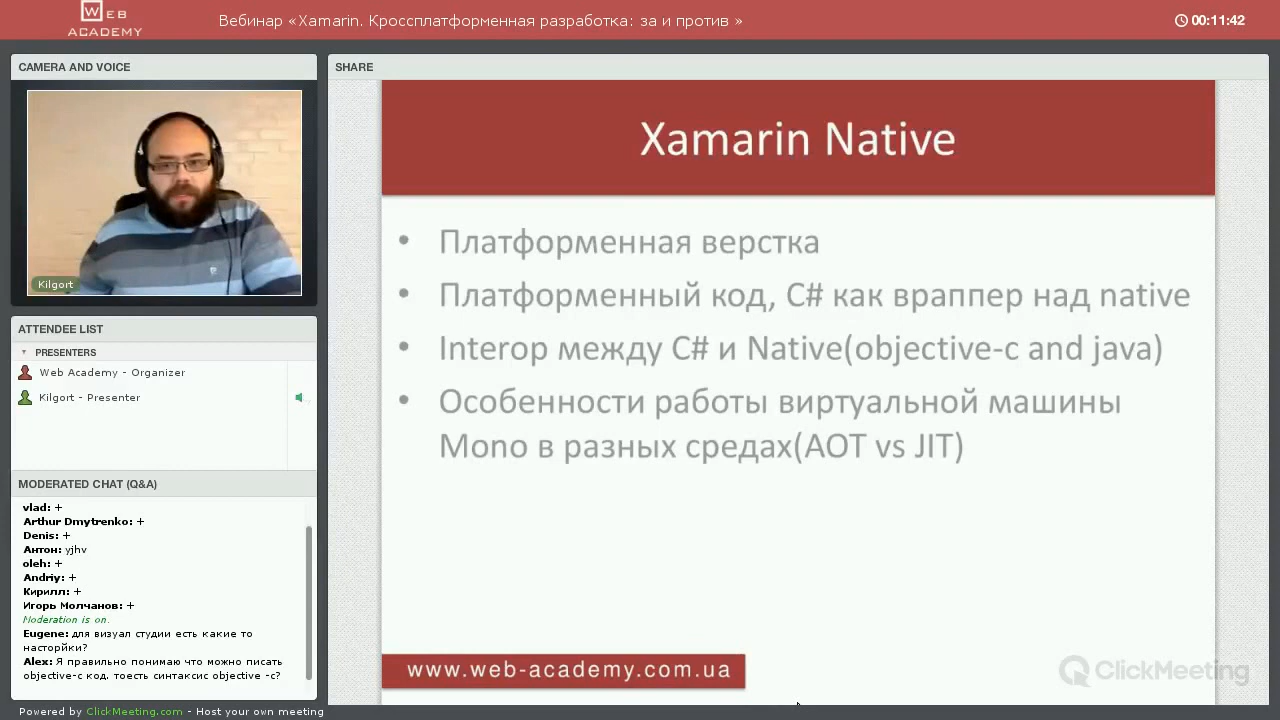 WEB
ACADEMY
Вебинар «Xamarin. Кроссплатформенная разработка: за и против »
00:11:42
CAMERA AND VOICE
Kilgort
ATTENDEE LIST
PRESENTERS
Web Academy - Organizer
Kilgort - Presenter
MODERATED CHAT (Q&A)
vlad: +
Arthur Dmytrenko: +
Denis: +
Антон: yjhv
oleh: +
Andriy: +
Кирилл: +
Игорь Молчанов: +
Moderation is on.
Eugene: для визуал студии есть какие то
насторйки?
Alex: Я правильно понимаю что можно писать
objective-c код. тоесть синтаксис objective -c?
Powered by ClickMeeting.com - Host your own meeting
SHARE
Xamarin Native
• Платформенная верстка
• Платформенный код, C# как враппер над native
• Interop между C# и Native(objective-c and java)
• Особенности работы виртуальной машины
Mono в разных средах(AOT vs JIT)
www.web-academy.com.ua
ClickMeeting